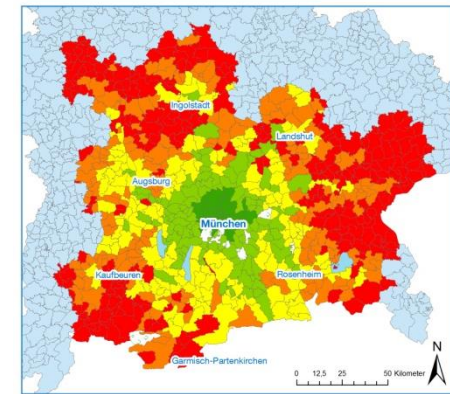 Ingolstadt
Landshut
Augsburg
München
Kaufbeuren
Rosenheim
Garmisch-Partenkirchen
N
0 12,5 25 50 Kilometer